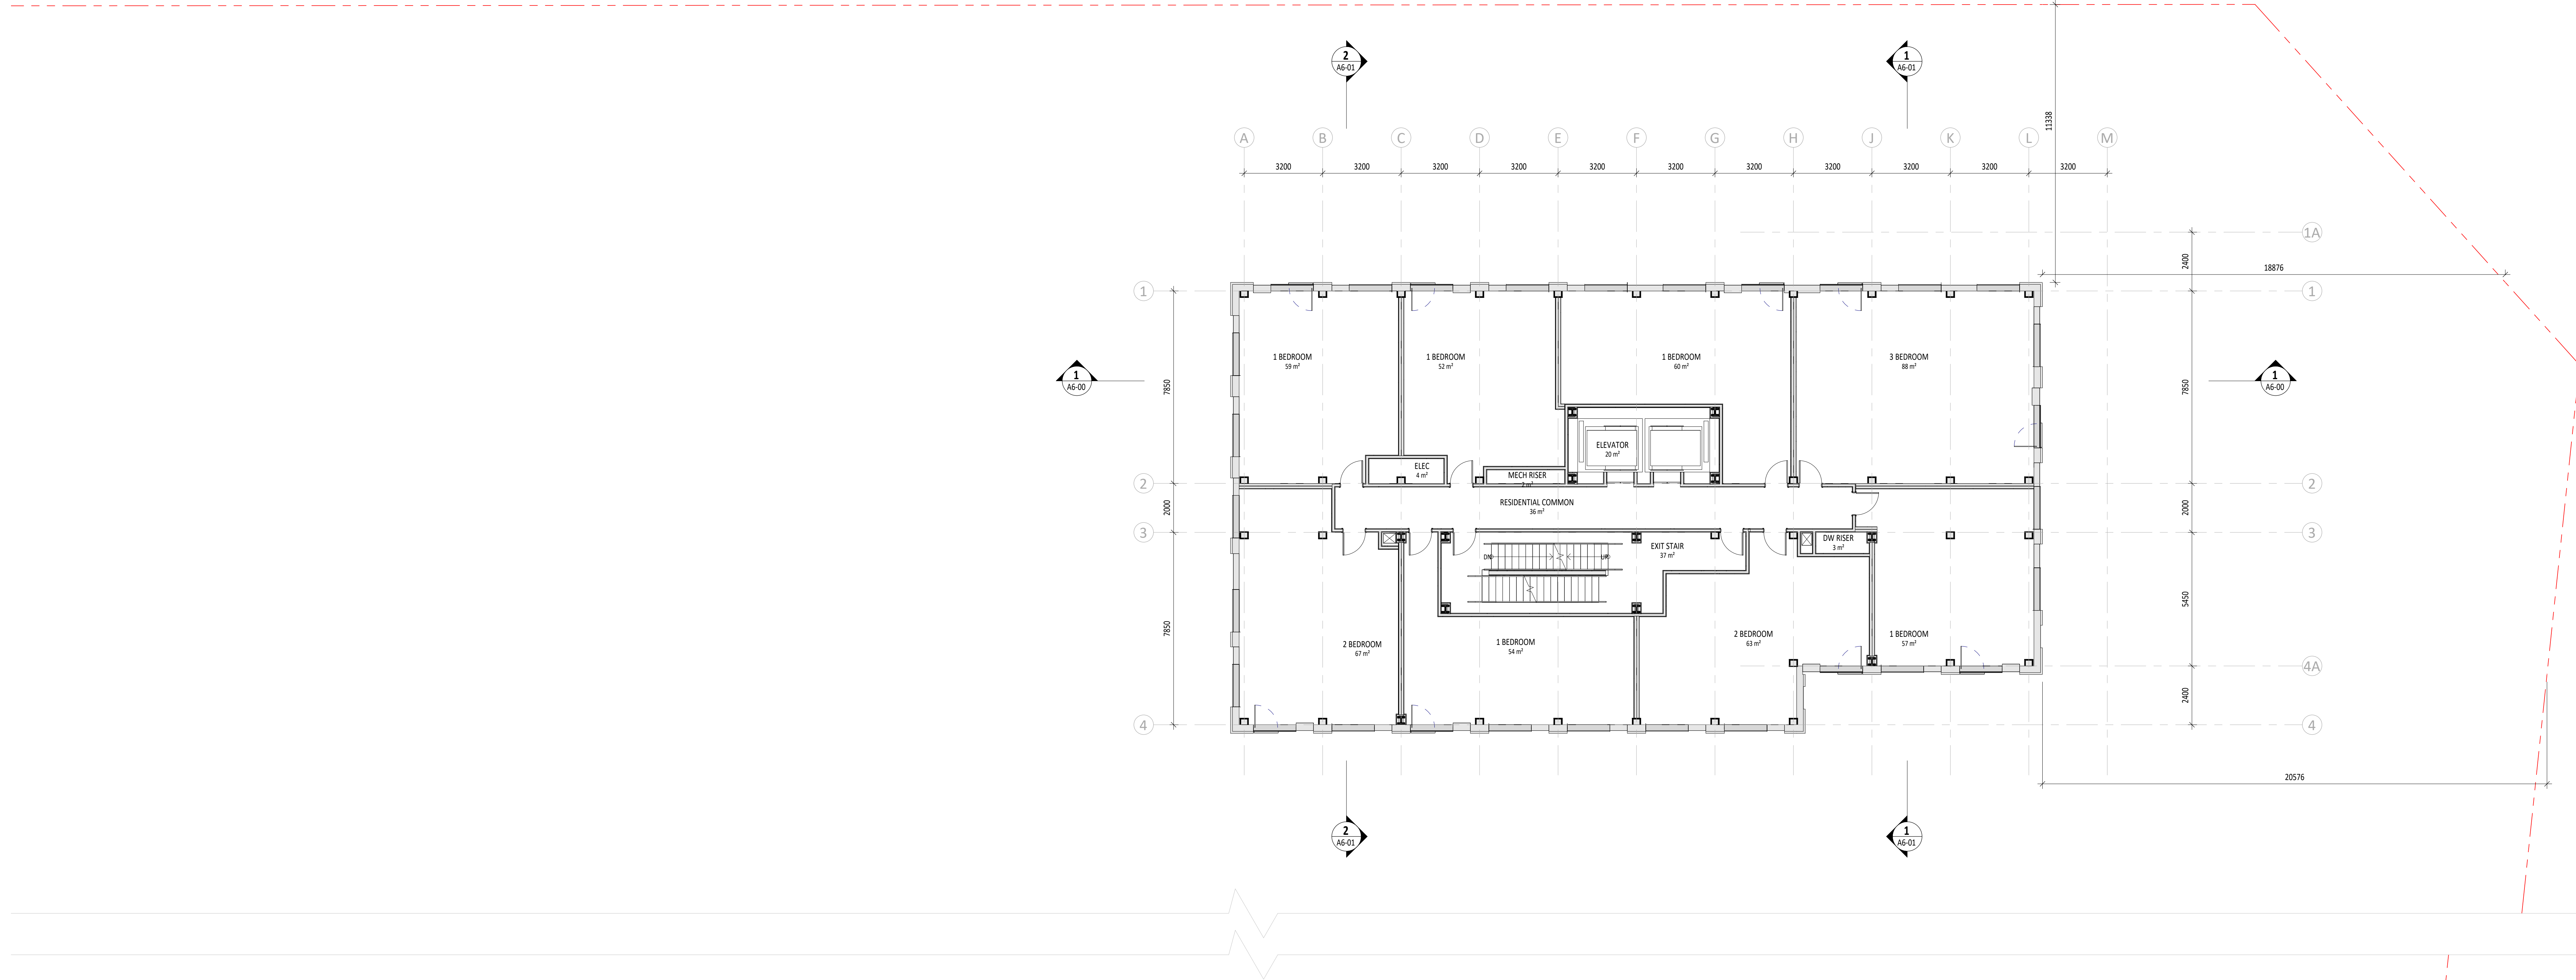 2
A6-01
1
A6-01
11338
A B C D E F G H J K L M
3200 3200 3200 3200 3200 3200 3200 3200 3200 3200 3200
1A
2400
18876
1
1
1 BEDROOM
59 m²
1 BEDROOM
52 m²
1 BEDROOM
60 m²
3 BEDROOM
88 m²
1
A6-00
1
A6-00
7850
7850
ELEVATOR
20 m²
ELEC
4 m²
MECH RISER
2 m²
2
2
RESIDENTIAL COMMON
36 m²
2000
2000
3
3
DW RISER
3 m²
EXIT STAIR
37 m²
DN
UP
5450
7850
2 BEDROOM
67 m²
1 BEDROOM
54 m²
2 BEDROOM
63 m²
1 BEDROOM
57 m²
4A
2400
4
4
20576
2
A6-01
1
A6-01